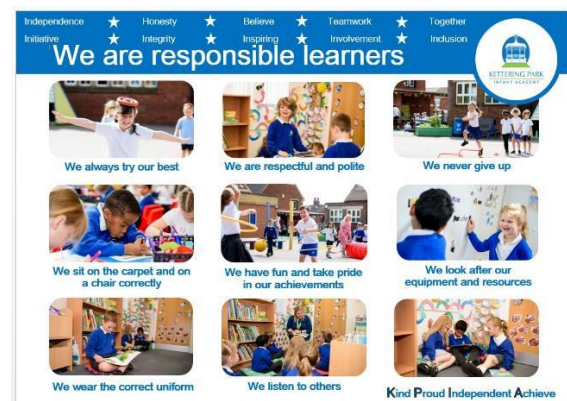 Independence ★ Honesty ★ Believe ★ Teamwork ★ Together
Initiative ★ Integrity ★ Inspiring ★ Involvement ★ Inclusion
We are responsible learners
KETTERING PARK
INFANT ACADEMY
We always try our best
We are respectful and polite
We never give up
We sit on the carpet and on
a chair correctly
We have fun and take pride
in our achievements
We look after our
equipment and resources
We wear the correct uniform
We listen to others
Kind Proud Independent Achieve